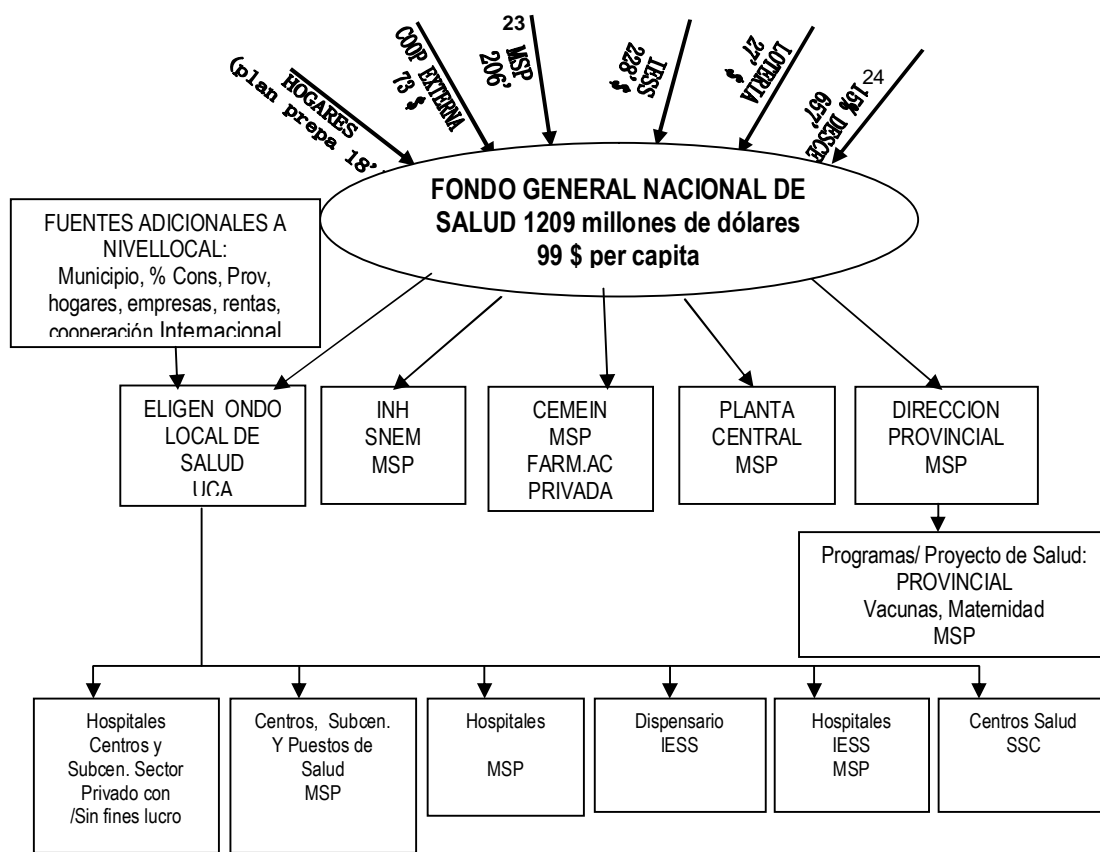 HOGARES
(plan prepa 18'
COOP EXTERNA
73 $
23
MSP
206'
IESS
228' $
LOTERIA
27' $
24
15% DESCE
657'
FONDO GENERAL NACIONAL DE
SALUD 1209 millones de dólares
99 $ per capita
FUENTES ADICIONALES A
NIVELLOCAL:
Municipio, % Cons, Prov,
hogares, empresas, rentas,
cooperación Internacional
ELIGEN ONDO
LOCAL DE
SALUD
UCA
INH
SNEM
MSP
CEMEIN
MSP
FARM.AC
PRIVADA
PLANTA
CENTRAL
MSP
DIRECCION
PROVINCIAL
MSP
Programas/ Proyecto de Salud:
PROVINCIAL
Vacunas, Maternidad
MSP
Hospitales
Centros y
Subcen. Sector
Privado con
/Sin fines lucro
Centros, Subcen.
Y Puestos de
Salud
MSP
Hospitales
MSP
Dispensario
IESS
Hospitales
IESS
MSP
Centros Salud
SSC